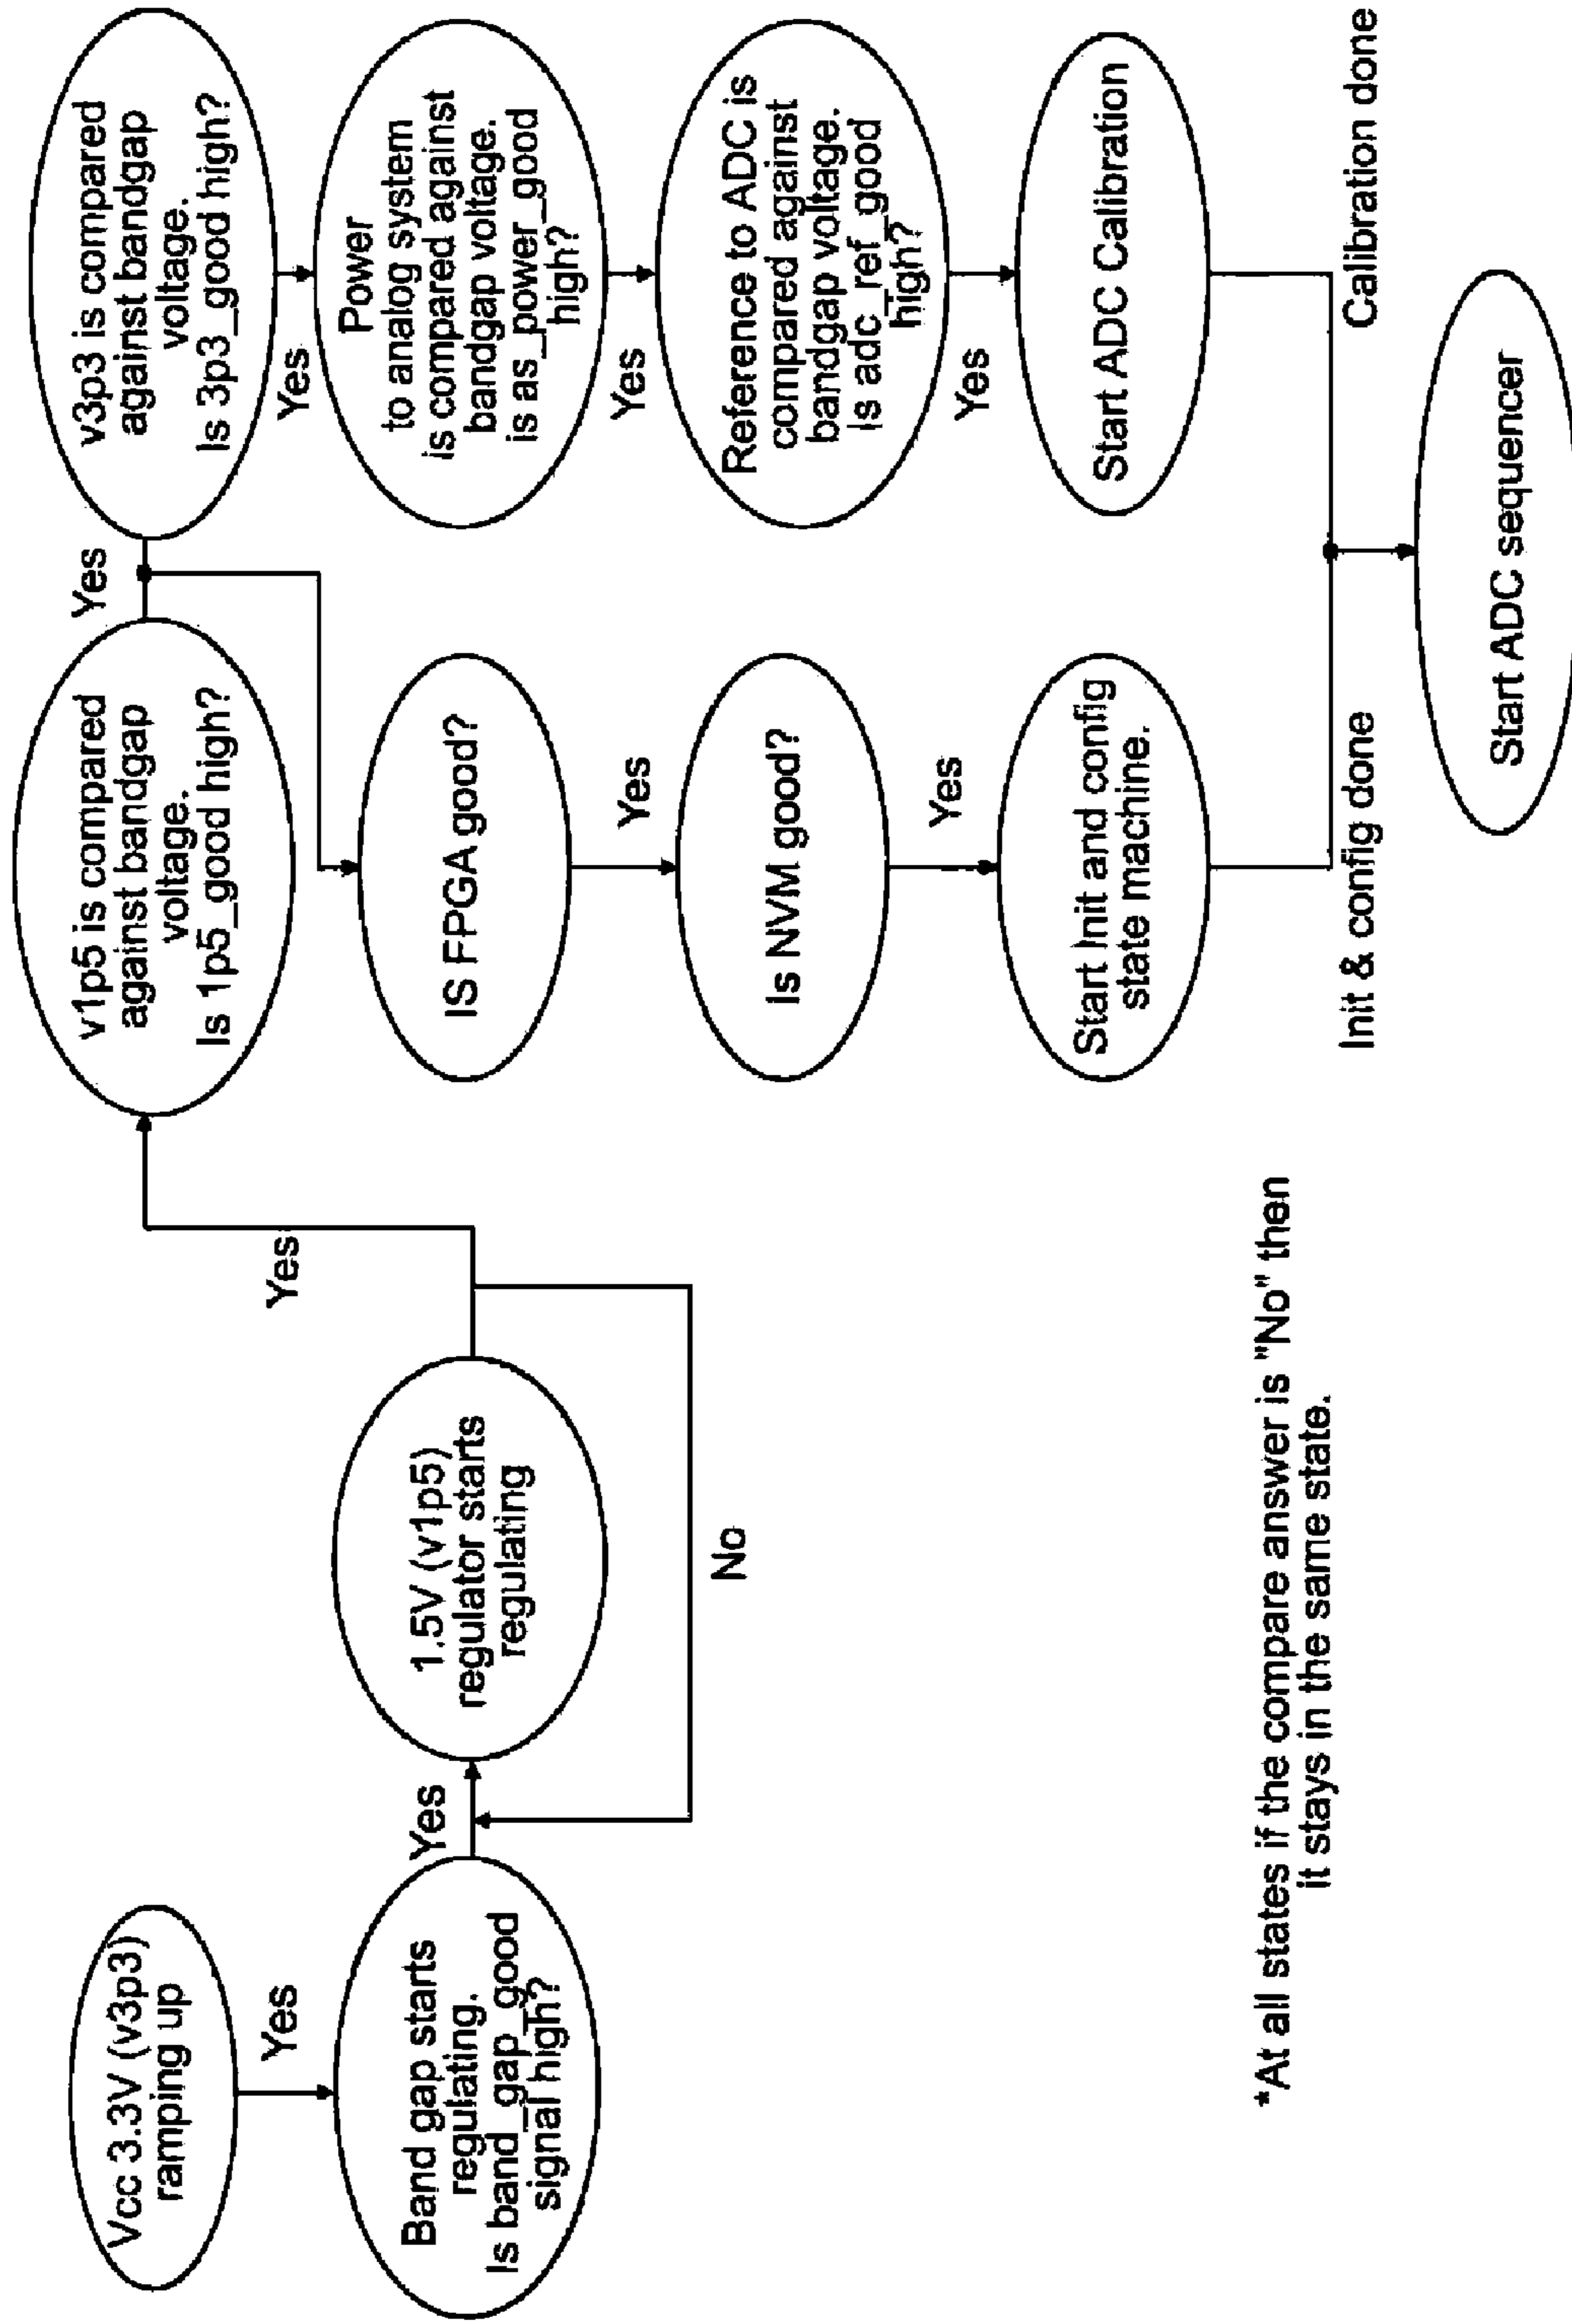 Vcc 3.3V (v3p3)
ramping up
Yes
Band gap starts
regulating.
Is band_gap_good
signal high?
Yes
1.5V (v1p5)
regulator starts
regulating
No
Yes
v1p5 is compared
against bandgap
voltage.
Is 1p5_good high?
Yes
IS FPGA good?
Yes
Is NVM good?
Yes
Start Init and config
state machine.
Init & config done
v3p3 is compared
against bandgap
voltage.
Is 3p3_good high?
Yes
Power
to analog system
is compared against
bandgap voltage.
is as_power_good
high?
Yes
Reference to ADC is
compared against
bandgap voltage.
Is adc_ref_good
high?
Yes
Start ADC Calibration
Calibration done
Start ADC sequencer
*At all states if the compare answer is "No" then
it stays in the same state.